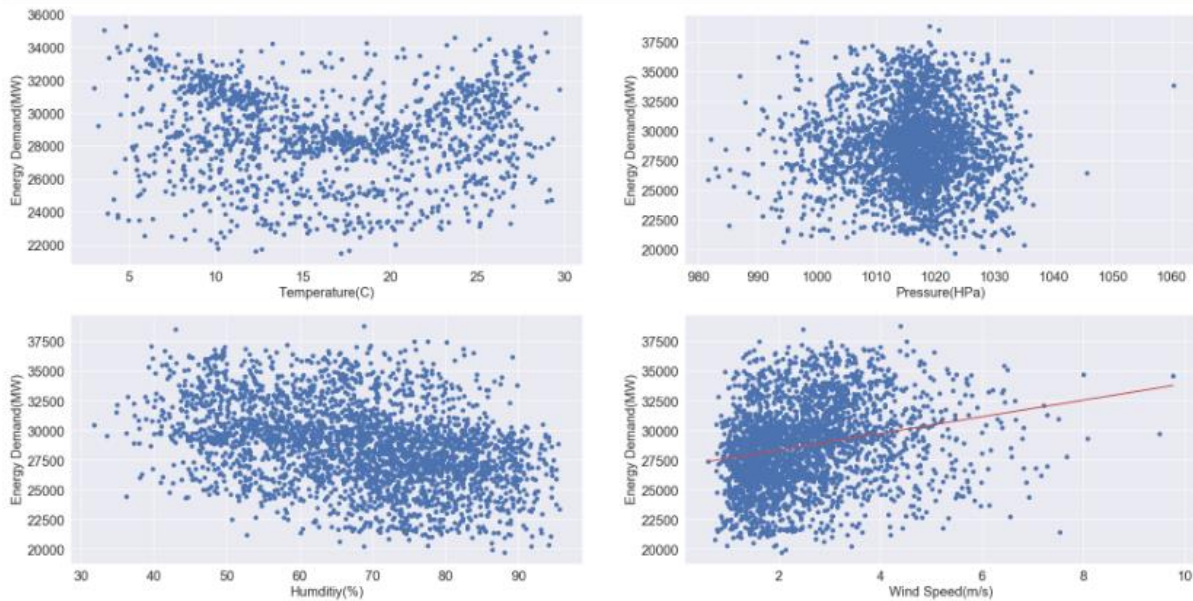 36000
34000
32000
30000
28000
26000
24000
22000
Energy Demand(MW)
5 10 15 20 25 30
Temperature(C)
37500
35000
32500
30000
27500
25000
22500
20000
Energy Demand(MW)
980 990 1000 1010 1020 1030 1040 1050 1060
Pressure(HPa)
37500
35000
32500
30000
27500
25000
22500
20000
Energy Demand(MW)
30 40 50 60 70 80 90
Humditiy(%)
37500
35000
32500
30000
27500
25000
22500
20000
Energy Demand(MW)
2 4 6 8 10
Wind Speed(m/s)